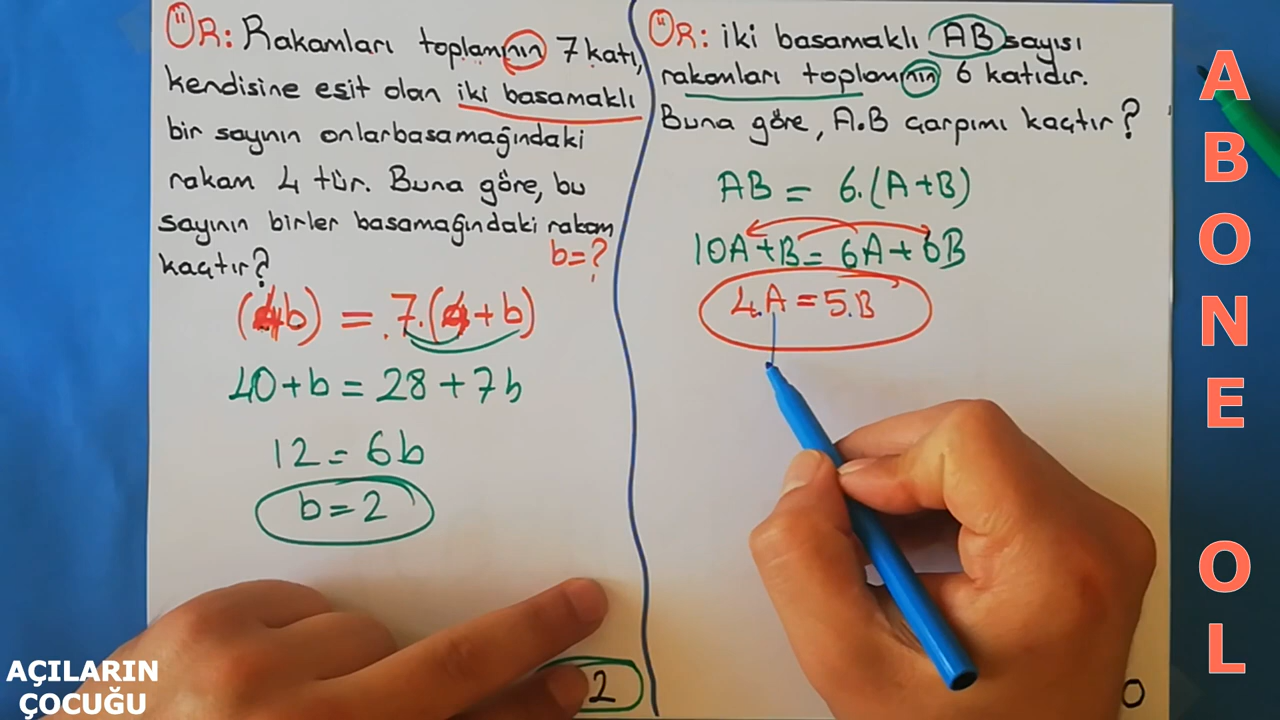 ÖR: Rakamları toplamının 7 katı,
kendisine eşit olan iki basamaklı
bir sayının onlarbasamağındaki
rakam 4 tür. Buna göre, bu
sayının birler basamağındaki rakam
kaçtır?
b=?
(4b) = 7.(4+b)
40+b = 28+7b
12 = 6b
b=2
2
ÖR: iki basamaklı AB sayısı
rakamları toplamının 6 katıdır.
Buna göre, A.B çarpımı kaçtır?
AB = 6.(A+B)
10A+B = 6A+6B
4.A = 5.B
0
ABONE OL
AÇILARIN
ÇOCUĞU